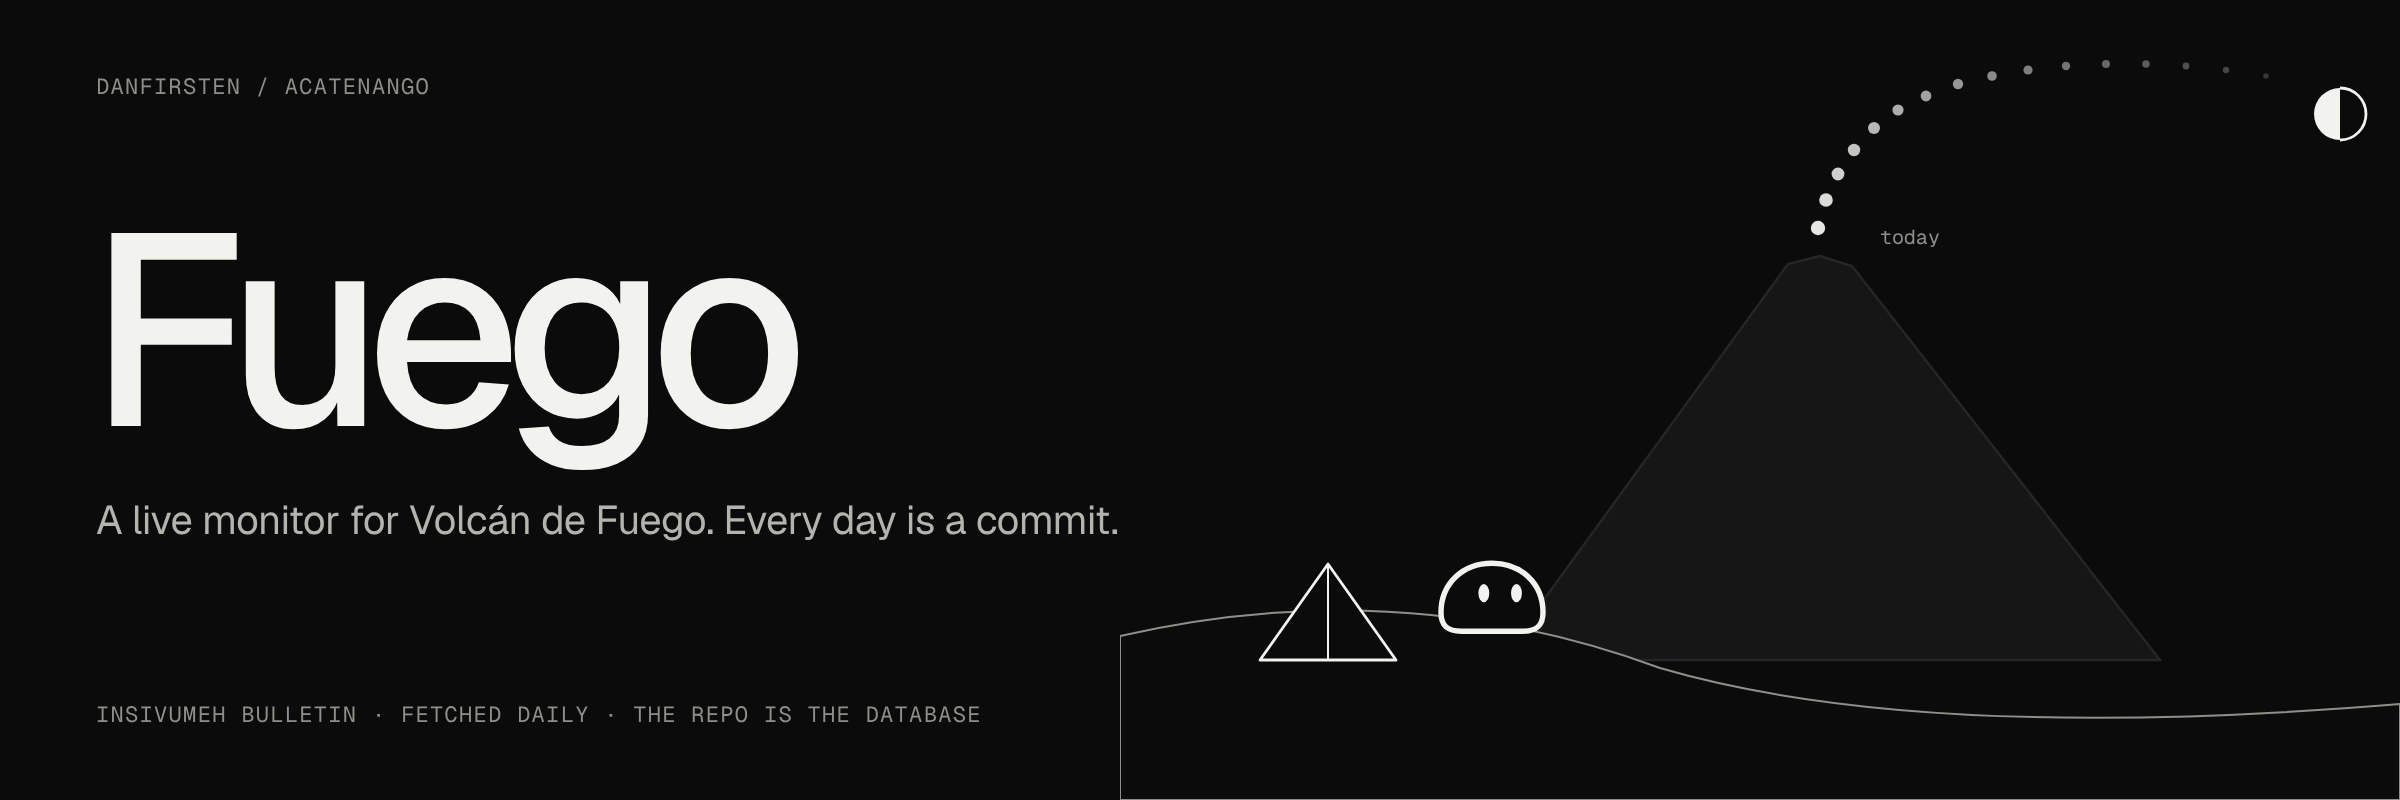 DANFIRSTEN / ACATENANGO
today
Fuego
A live monitor for Volcán de Fuego. Every day is a commit.
INSIVUMEH BULLETIN · FETCHED DAILY · THE REPO IS THE DATABASE